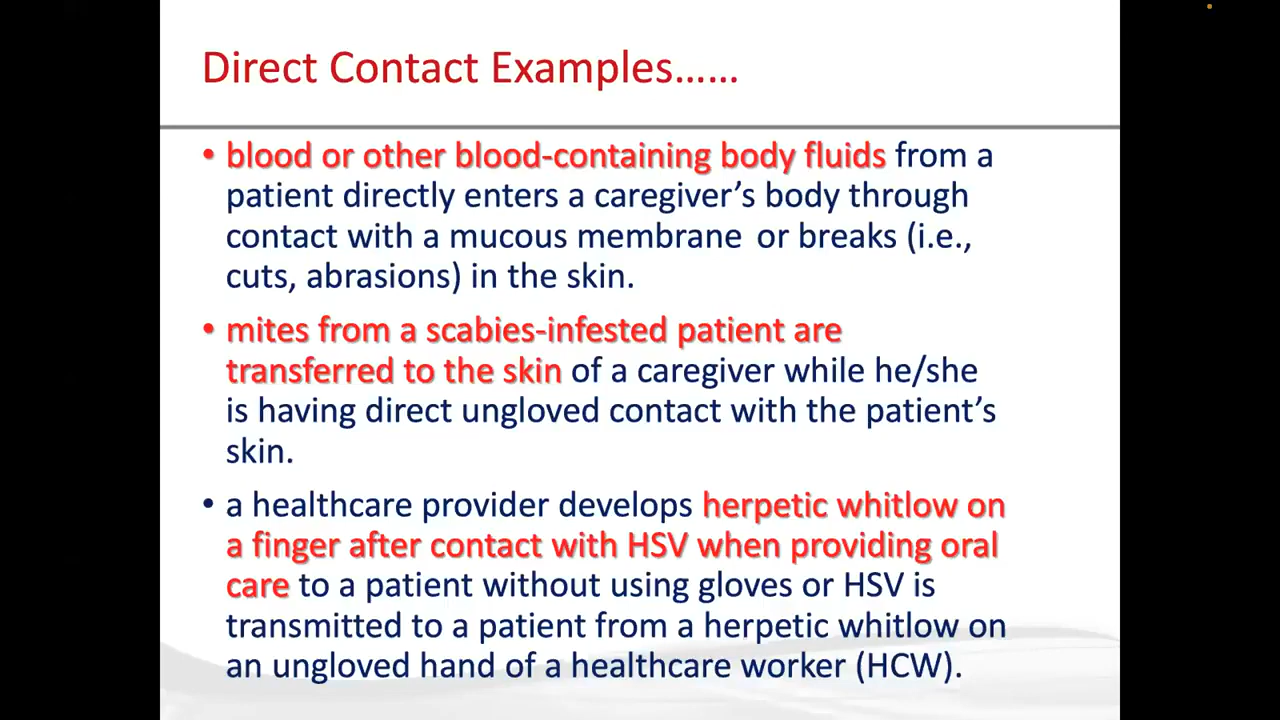 Direct Contact Examples……
• blood or other blood-containing body fluids from a
patient directly enters a caregiver’s body through
contact with a mucous membrane or breaks (i.e.,
cuts, abrasions) in the skin.
• mites from a scabies-infested patient are
transferred to the skin of a caregiver while he/she
is having direct ungloved contact with the patient’s
skin.
• a healthcare provider develops herpetic whitlow on
a finger after contact with HSV when providing oral
care to a patient without using gloves or HSV is
transmitted to a patient from a herpetic whitlow on
an ungloved hand of a healthcare worker (HCW).